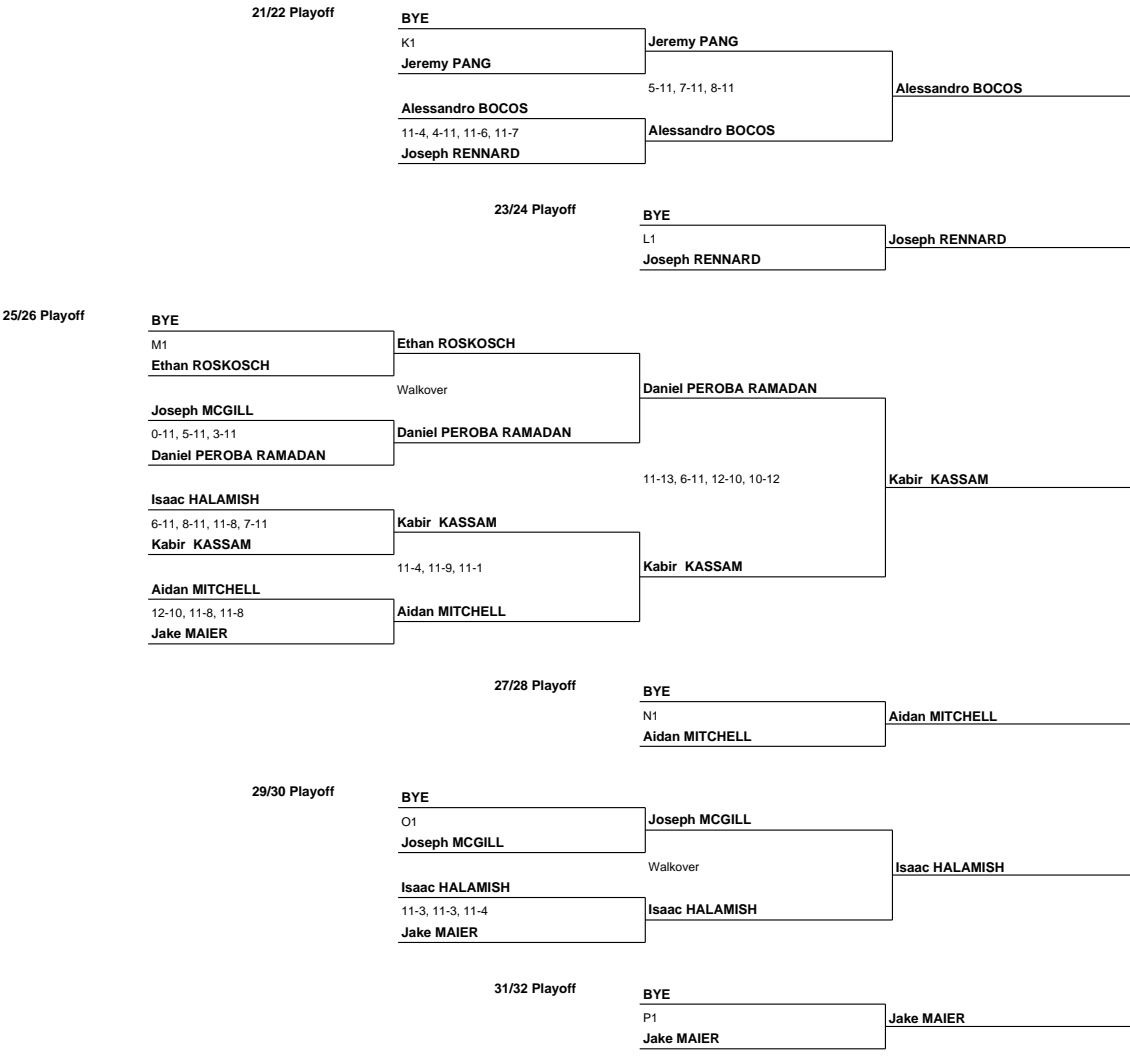 21/22 Playoff
BYE
K1
Jeremy PANG
Jeremy PANG
5-11, 7-11, 8-11
Alessandro BOCOS
Alessandro BOCOS
11-4, 4-11, 11-6, 11-7
Alessandro BOCOS
Joseph RENNARD
23/24 Playoff
BYE
L1
Joseph RENNARD
Joseph RENNARD
25/26 Playoff
BYE
M1
Ethan ROSKOSCH
Ethan ROSKOSCH
Walkover
Daniel PEROBA RAMADAN
Joseph MCGILL
0-11, 5-11, 3-11
Daniel PEROBA RAMADAN
Daniel PEROBA RAMADAN
11-13, 6-11, 12-10, 10-12
Kabir  KASSAM
Isaac HALAMISH
6-11, 8-11, 11-8, 7-11
Kabir  KASSAM
Kabir  KASSAM
11-4, 11-9, 11-1
Kabir  KASSAM
Aidan MITCHELL
12-10, 11-8, 11-8
Aidan MITCHELL
Jake MAIER
27/28 Playoff
BYE
N1
Aidan MITCHELL
Aidan MITCHELL
29/30 Playoff
BYE
O1
Joseph MCGILL
Joseph MCGILL
Walkover
Isaac HALAMISH
Isaac HALAMISH
11-3, 11-3, 11-4
Isaac HALAMISH
Jake MAIER
31/32 Playoff
BYE
P1
Jake MAIER
Jake MAIER